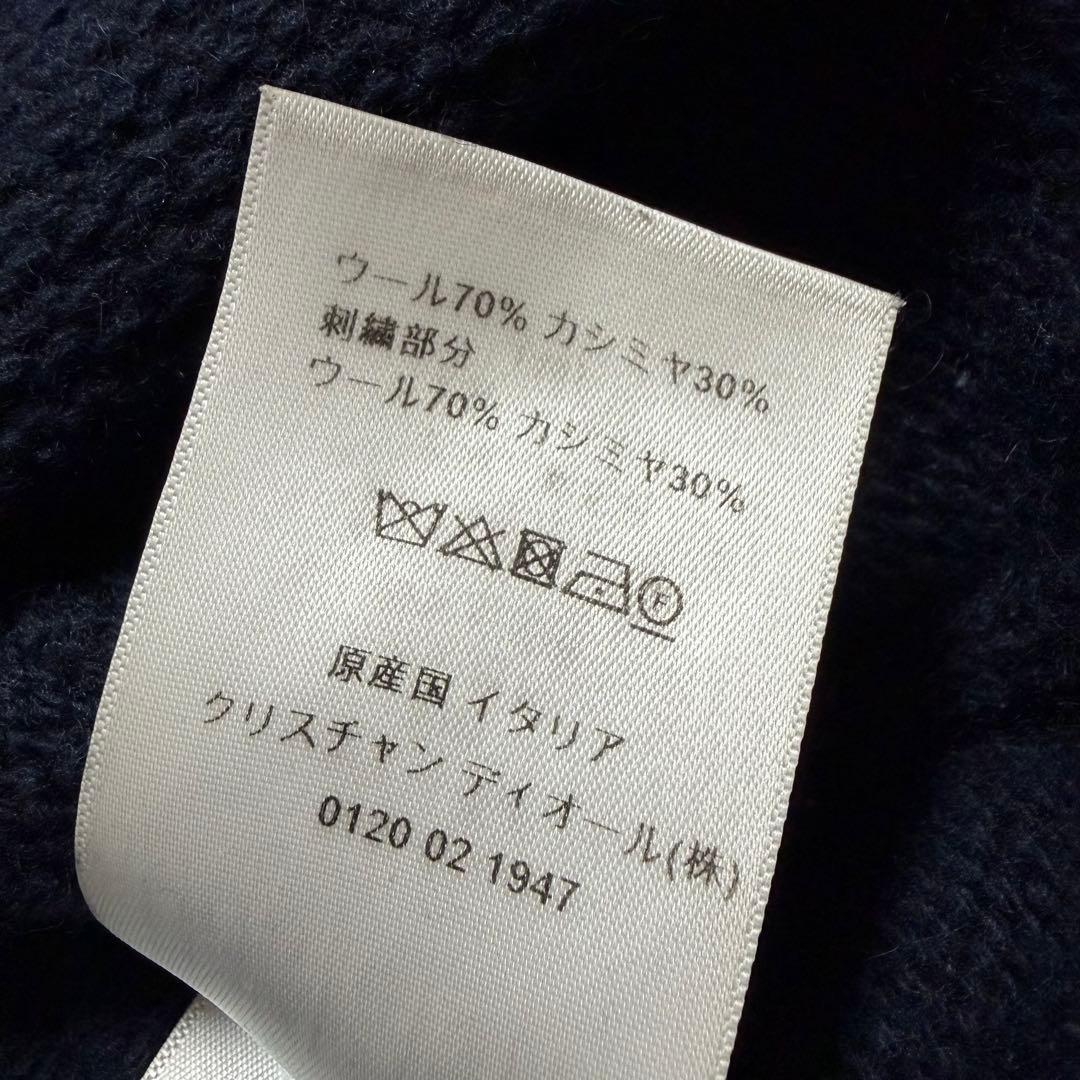 ウール70% カシミヤ30%
刺繍部分
ウール70% カシミヤ30%
F
原産国 イタリア
クリスチャン ディオール(株)
0120 02 1947